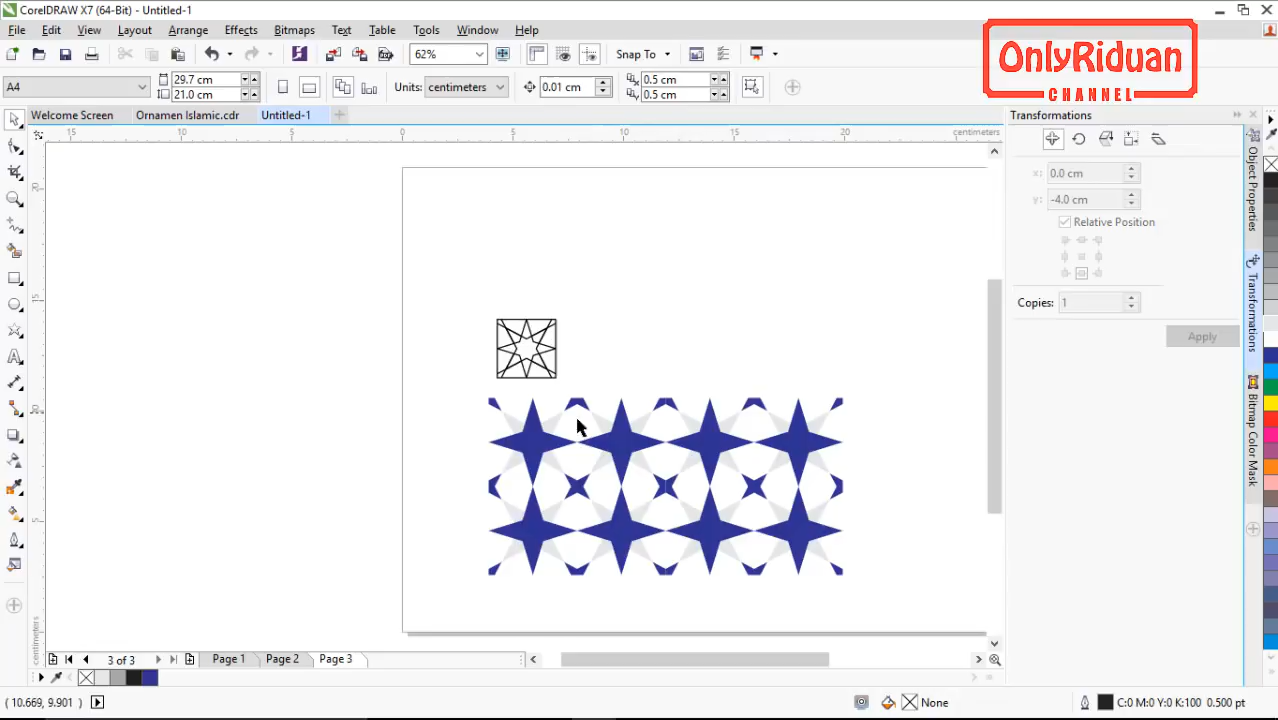 CorelDRAW X7 (64-Bit) - Untitled-1
File Edit View Layout Arrange Effects Bitmaps Text Table Tools Window Help
OnlyRiduan
CHANNEL
62% Snap To
A4 29.7 cm 21.0 cm Units: centimeters 0.01 cm 0.5 cm 0.5 cm
Welcome Screen Ornamen Islamic.cdr Untitled-1
15 10 5 0 5 10 15 20 centimeters
20
15
10
5
centimeters
Transformations
x: 0.0 cm
y: -4.0 cm
Relative Position
Copies: 1
Apply
Object Properties
Transformations
Bitmap Color Mask
3 of 3 Page 1 Page 2 Page 3
(10.669, 9.901) None C:0 M:0 Y:0 K:100 0.500 pt